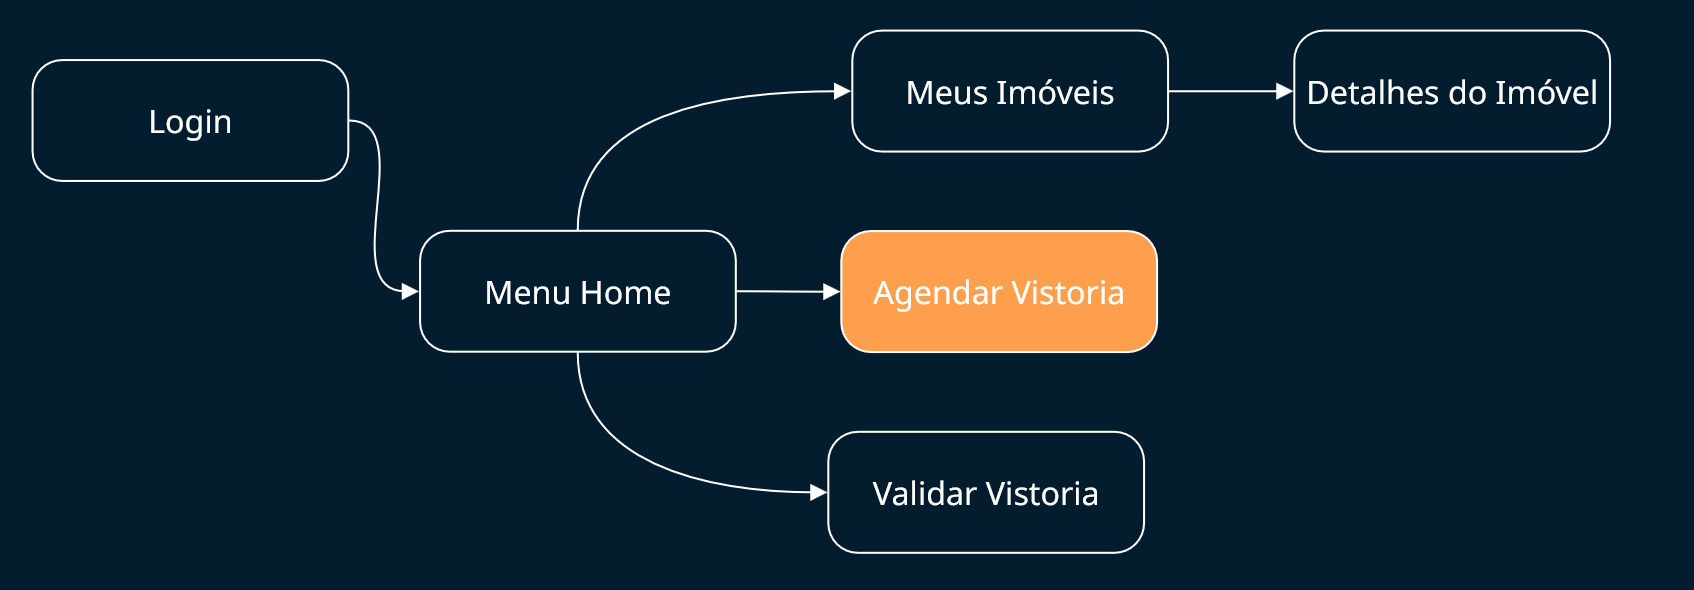 Login
Menu Home
Meus Imóveis
Detalhes do Imóvel
Agendar Vistoria
Validar Vistoria